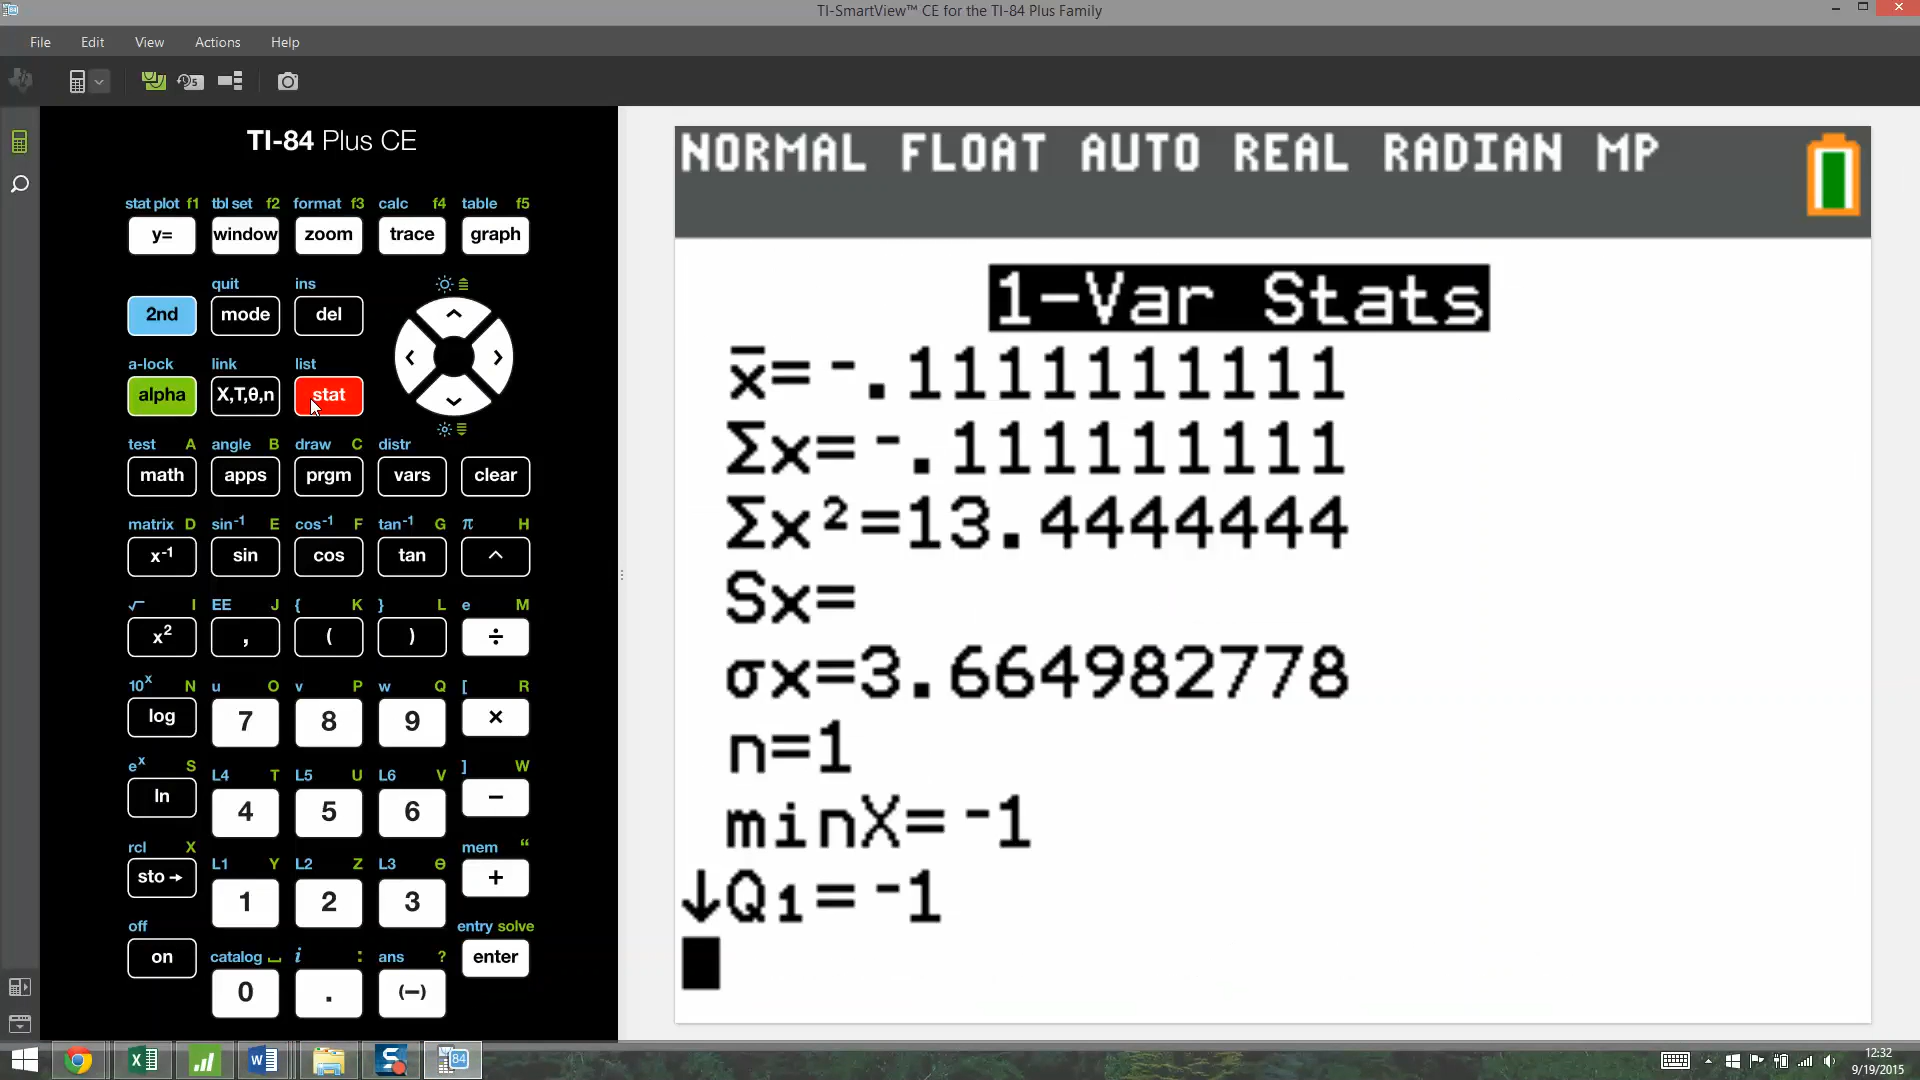 TI-SmartView™ CE for the TI-84 Plus Family
File Edit View Actions Help
TI-84 Plus CE
stat plot f1 tbl set f2 format f3 calc f4 table f5
y= window zoom trace graph
quit ins
2nd mode del
a-lock link list
alpha X,T,θ,n stat
test A angle B draw C distr
math apps prgm vars clear
matrix D sin⁻¹ E cos⁻¹ F tan⁻¹ G π H
x⁻¹ sin cos tan ^
√ I EE J { K } L e M
x² , ( ) ÷
10ˣ N u O v P w Q [ R
log 7 8 9 ×
eˣ S L4 T L5 U L6 V ] W
ln 4 5 6 −
rcl X L1 Y L2 Z L3 θ mem “
sto→ 1 2 3 +
off catalog ⎵ i : ans ? entry solve
on 0 . (−) enter
NORMAL FLOAT AUTO REAL RADIAN MP
1-Var Stats
x̄=-.1111111111
Σx=-.111111111
Σx²=13.4444444
Sx=
σx=3.664982778
n=1
minX=-1
↓Q₁=-1
84
12:32
9/19/2015